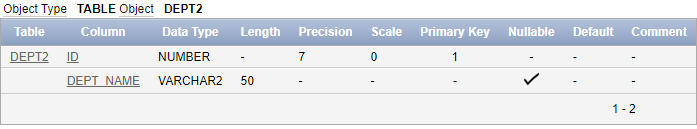 Object Type TABLE Object DEPT2
Table Column Data Type Length Precision Scale Primary Key Nullable Default Comment
DEPT2 ID NUMBER - 7 0 1 - - -
DEPT_NAME VARCHAR2 50 - - - ✓ - -
1 - 2